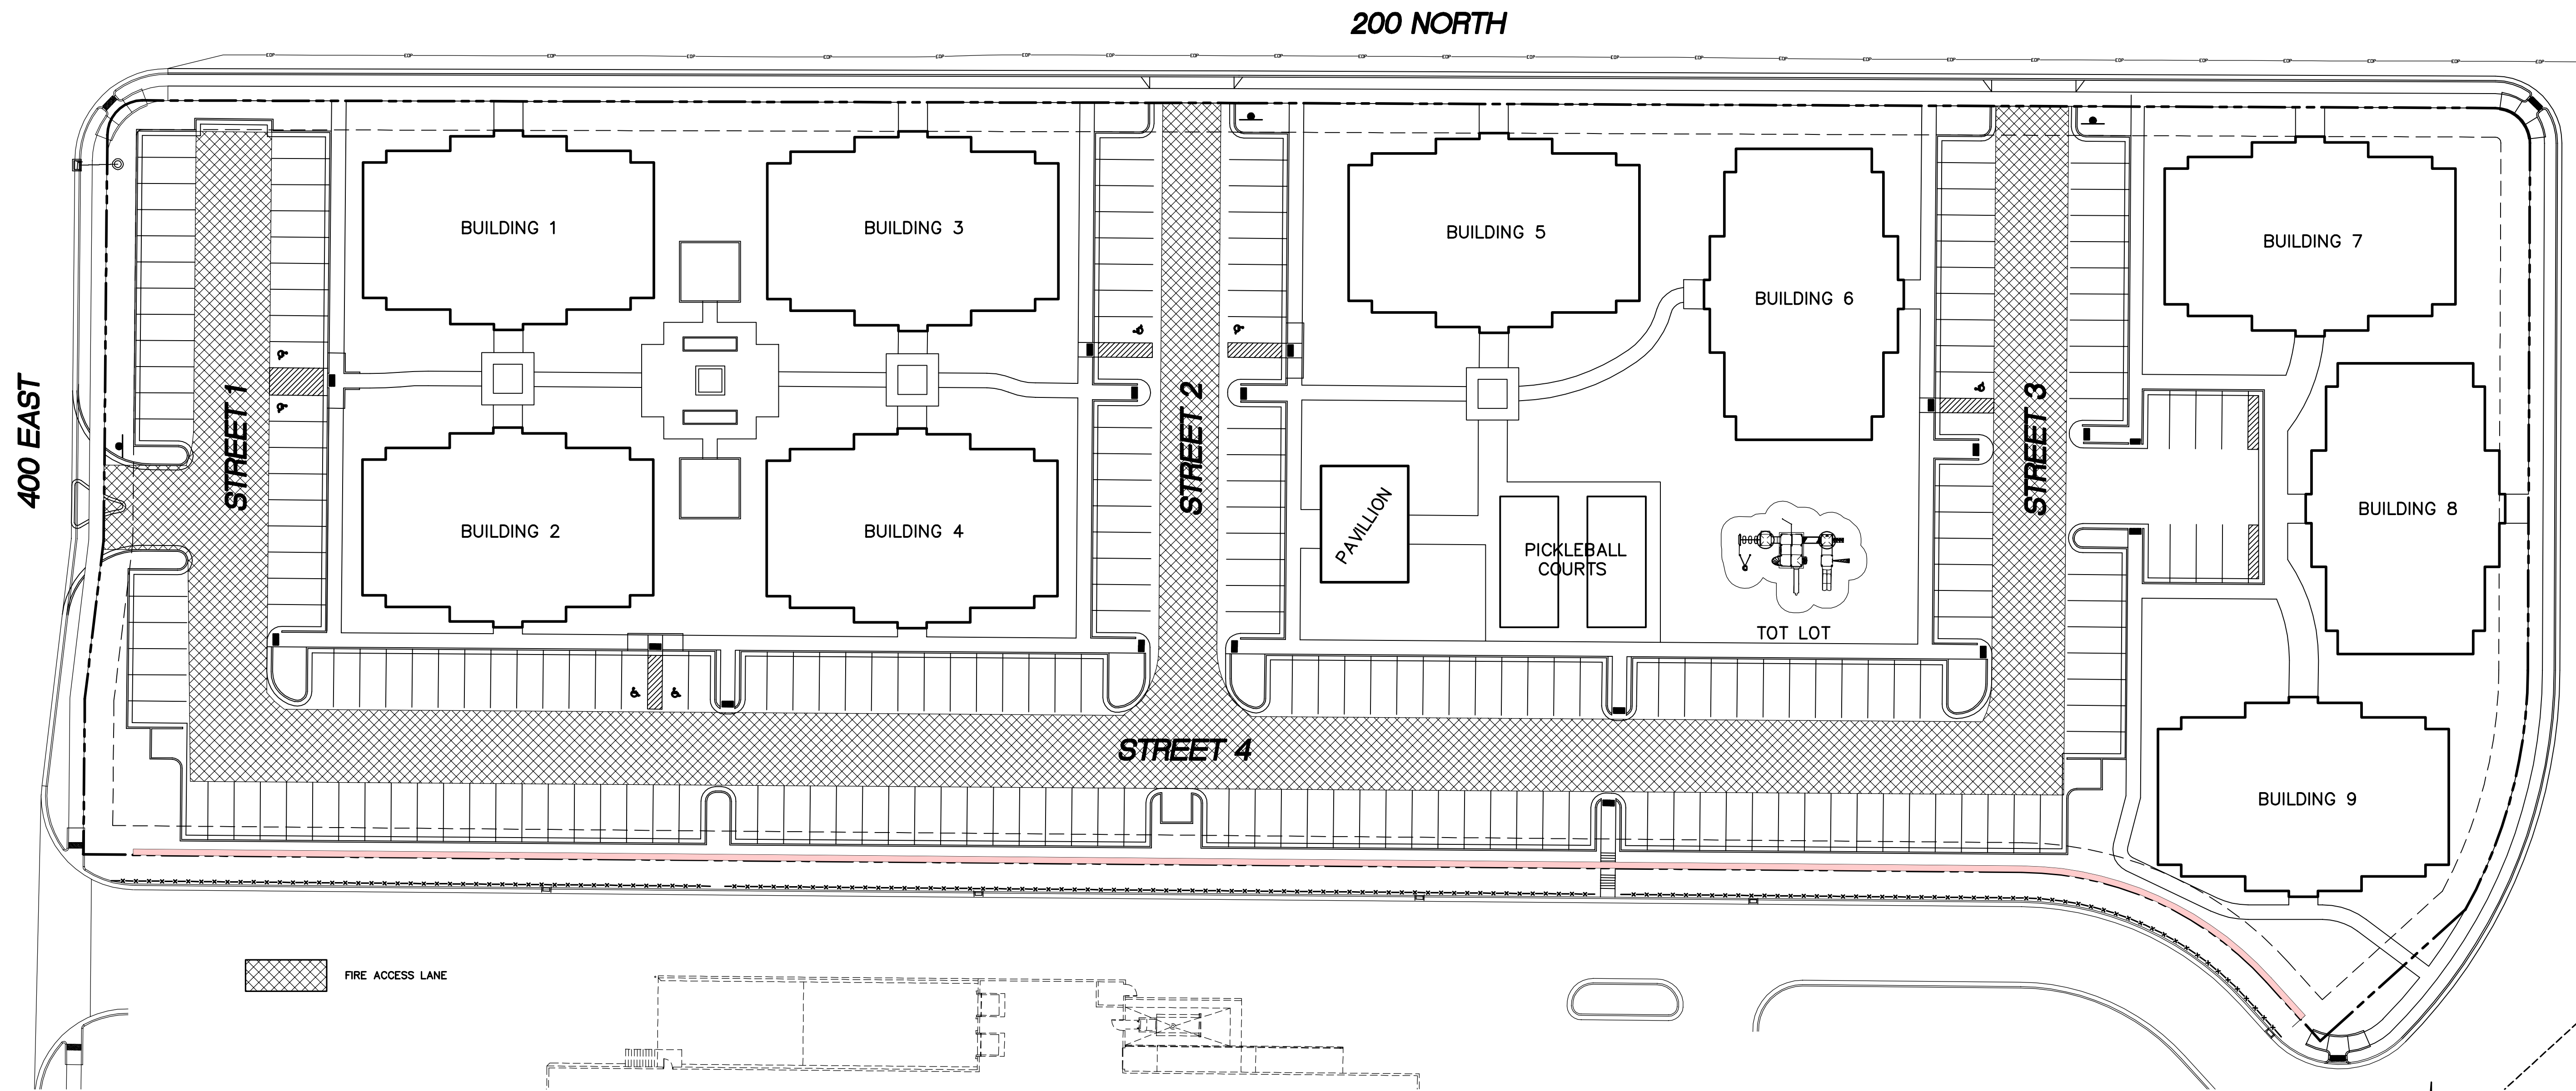 200 NORTH
BUILDING 1
BUILDING 3
BUILDING 5
BUILDING 6
BUILDING 7
400 EAST
STREET 1
STREET 2
STREET 3
BUILDING 2
BUILDING 4
PAVILLION
PICKLEBALL
COURTS
TOT LOT
BUILDING 8
STREET 4
BUILDING 9
FIRE ACCESS LANE